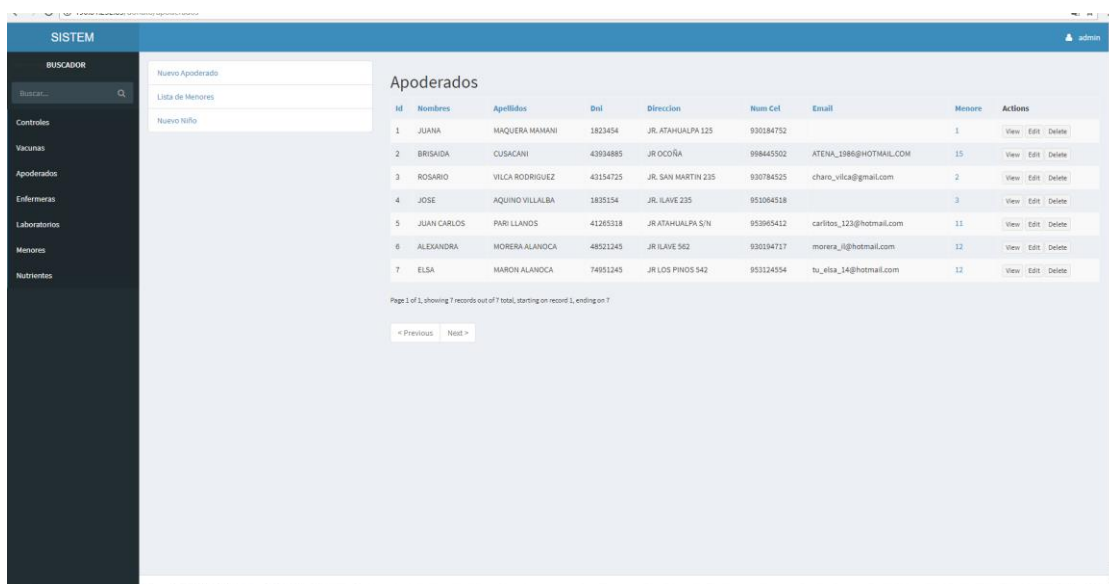 SISTEM
admin
BUSCADOR
Buscar...
Controles
Vacunas
Apoderados
Enfermeras
Laboratorios
Menores
Nutrientes
Nuevo Apoderado
Lista de Menores
Nuevo Niño
Apoderados
Id Nombres Apellidos Dni Direccion Num Cel Email Menore Actions
1 JUANA MAQUERA MAMANI 1823454 JR. ATAHUALPA 125 930184752 1 View Edit Delete
2 BRISAIDA CUSACANI 43934885 JR OCOÑA 998445502 ATENA_1986@HOTMAIL.COM 15 View Edit Delete
3 ROSARIO VILCA RODRIGUEZ 43154725 JR. SAN MARTIN 235 930784525 charo_vilca@gmail.com 2 View Edit Delete
4 JOSE AQUINO VILLALBA 1835154 JR. ILAVE 235 951064518 3 View Edit Delete
5 JUAN CARLOS PARI LLANOS 41265318 JR ATAHUALPA S/N 953965412 carlitos_123@hotmail.com 11 View Edit Delete
6 ALEXANDRA MORERA ALANOCA 48521245 JR ILAVE 562 930194717 morera_il@hotmail.com 12 View Edit Delete
7 ELSA MARON ALANOCA 74951245 JR LOS PINOS 542 953124554 tu_elsa_14@hotmail.com 12 View Edit Delete
Page 1 of 1, showing 7 records out of 7 total, starting on record 1, ending on 7
< Previous Next >